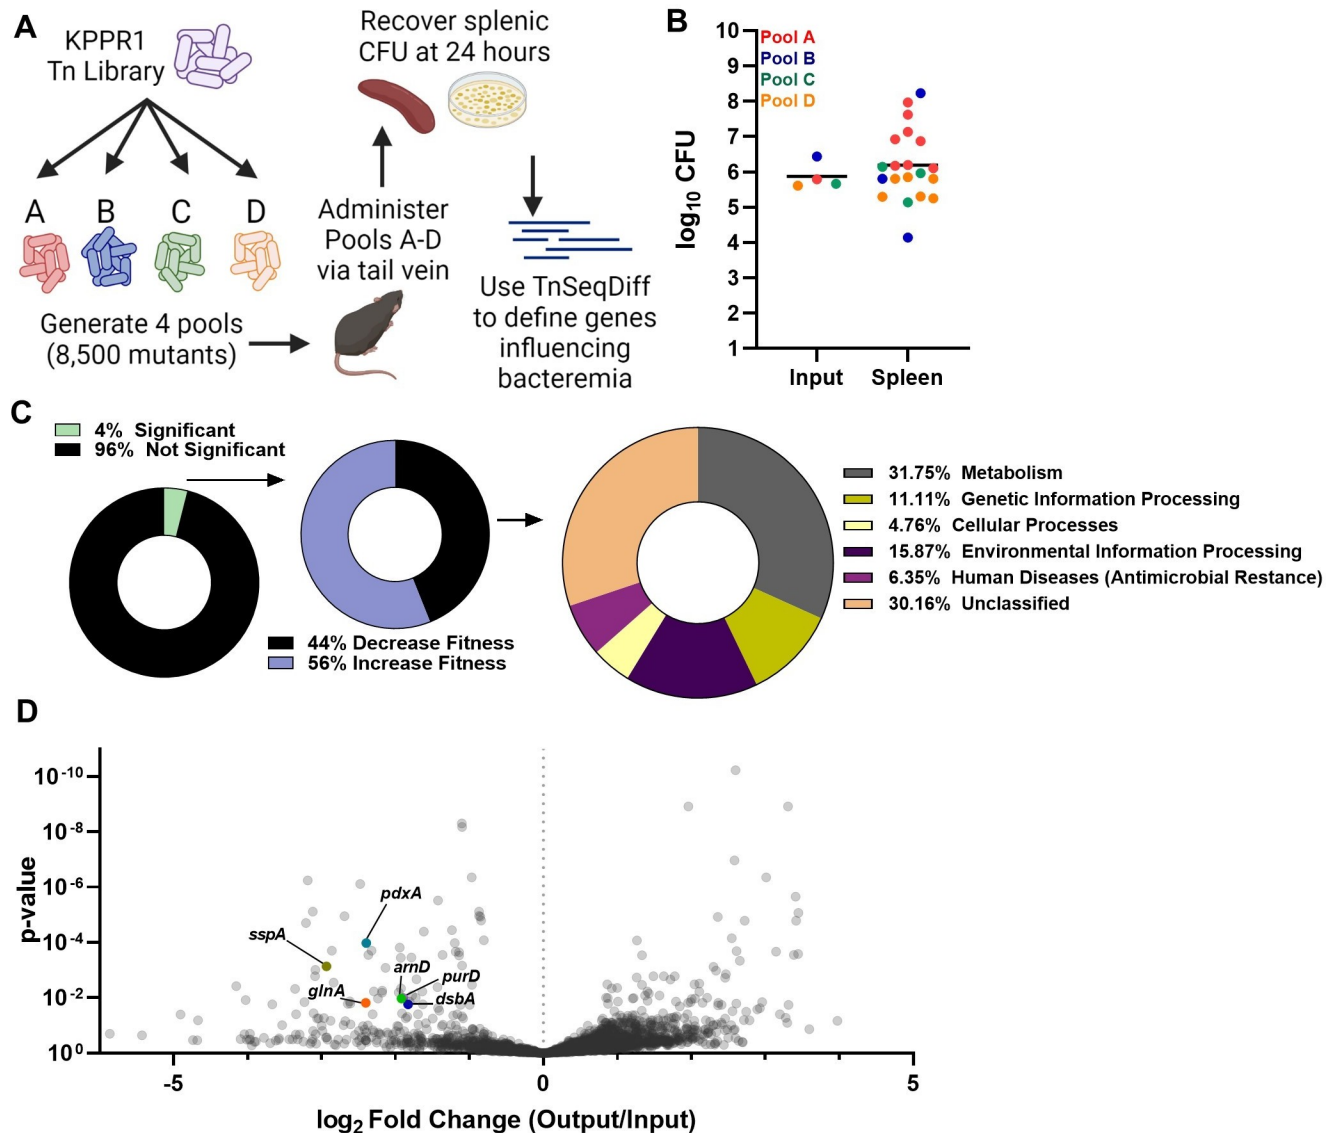 A
KPPR1
Tn Library
A B C D
Generate 4 pools
(8,500 mutants)
Administer
Pools A-D
via tail vein
Recover splenic
CFU at 24 hours
Use TnSeqDiff
to define genes
influencing
bacteremia
B
Pool A
Pool B
Pool C
Pool D
log10 CFU
10
9
8
7
6
5
4
3
2
1
Input Spleen
C
4% Significant
96% Not Significant
44% Decrease Fitness
56% Increase Fitness
31.75% Metabolism
11.11% Genetic Information Processing
4.76% Cellular Processes
15.87% Environmental Information Processing
6.35% Human Diseases (Antimicrobial Restance)
30.16% Unclassified
D
p-value
10-10
10-8
10-6
10-4
10-2
100
pdxA
sspA
arnD
purD
glnA
dsbA
-5 0 5
log2 Fold Change (Output/Input)